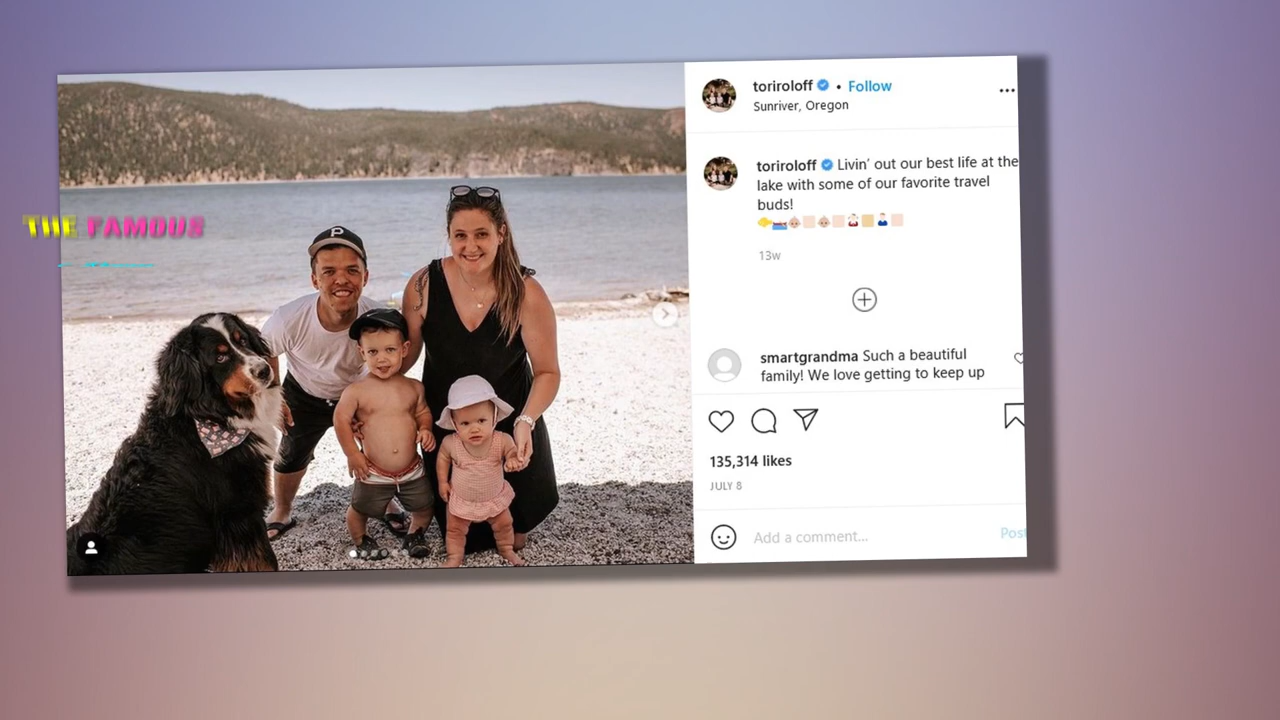 THE FAMOUS
toriroloff • Follow
Sunriver, Oregon
toriroloff Livin' out our best life at the
lake with some of our favorite travel
buds!
13w
smartgrandma Such a beautiful
family! We love getting to keep up
135,314 likes
JULY 8
Add a comment...
Post
P